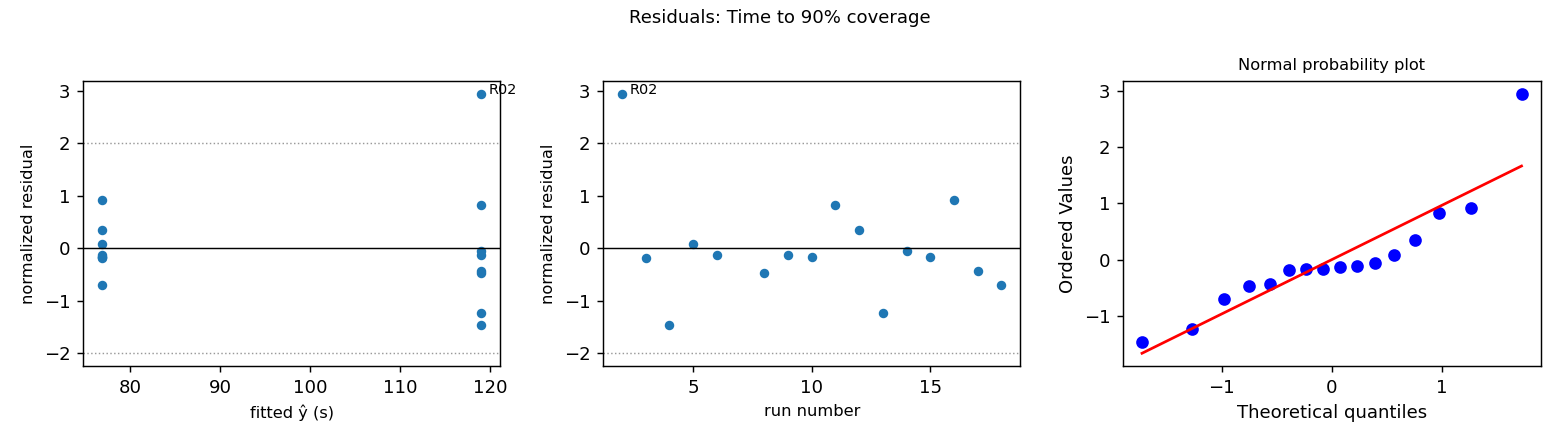 Residuals: Time to 90% coverage
3
2
1
0
−1
−2
R02
80
90
100
110
120
normalized residual
fitted ŷ (s)
3
2
1
0
−1
−2
R02
5
10
15
normalized residual
run number
Normal probability plot
3
2
1
0
−1
−1
0
1
Ordered Values
Theoretical quantiles